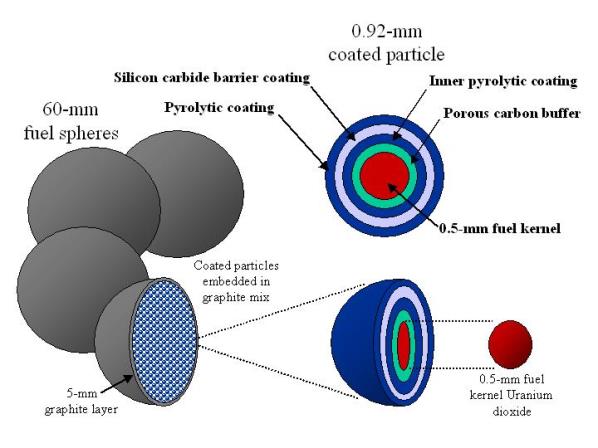 0.92-mm
coated particle
Silicon carbide barrier coating
Inner pyrolytic coating
Pyrolytic coating
Porous carbon buffer
60-mm
fuel spheres
0.5-mm fuel kernel
Coated particles
embedded in
graphite mix
5-mm
graphite layer
0.5-mm fuel
kernel Uranium
dioxide